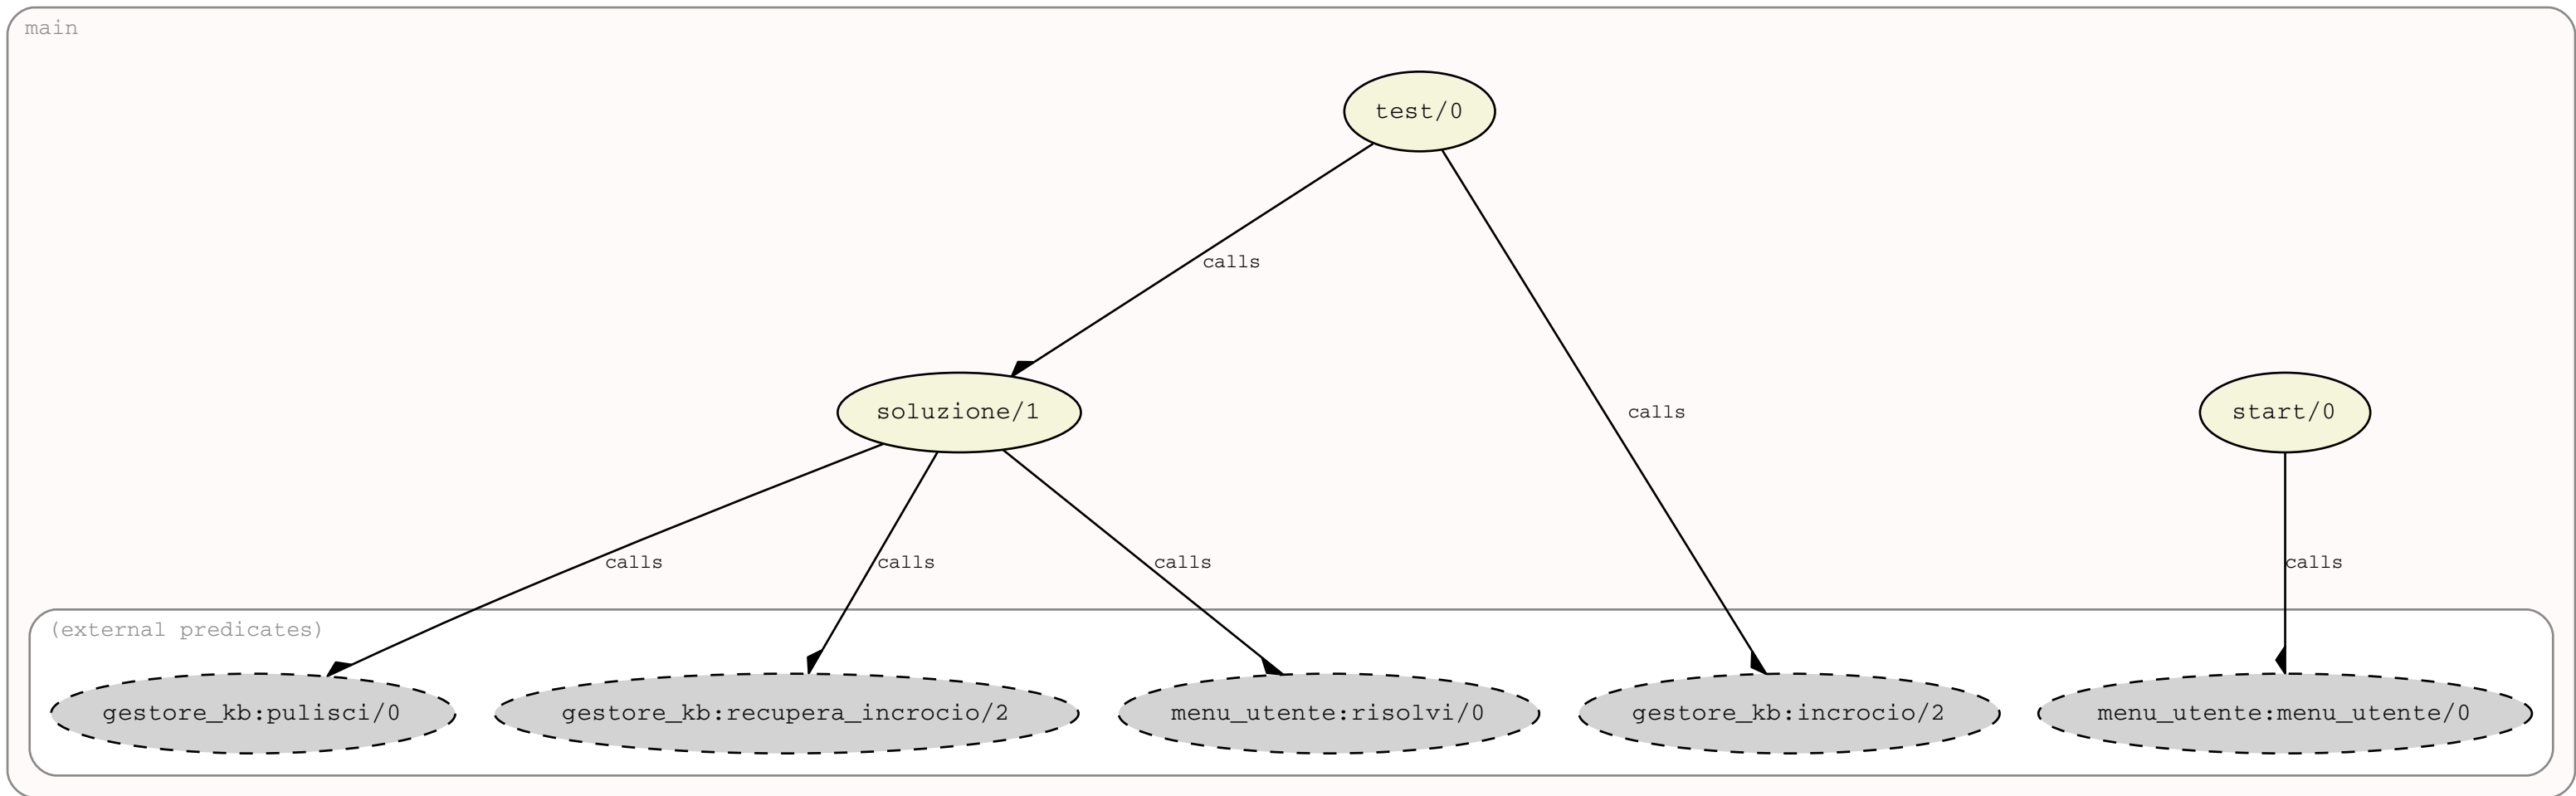 main
test/0
calls
soluzione/1
calls
start/0
calls
calls
calls
calls
(external predicates)
gestore_kb:pulisci/0
gestore_kb:recupera_incrocio/2
menu_utente:risolvi/0
gestore_kb:incrocio/2
menu_utente:menu_utente/0